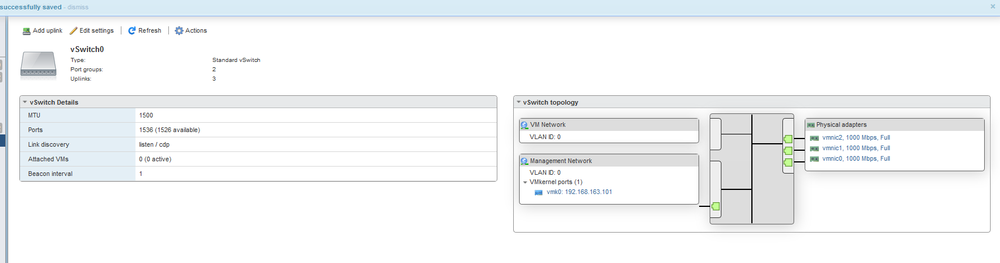 successfully saved - dismiss
Add uplink Edit settings Refresh Actions
vSwitch0
Type: Standard vSwitch
Port groups: 2
Uplinks: 3
vSwitch Details
MTU 1500
Ports 1536 (1526 available)
Link discovery listen / cdp
Attached VMs 0 (0 active)
Beacon interval 1
vSwitch topology
VM Network
VLAN ID: 0
Management Network
VLAN ID: 0
VMkernel ports (1)
vmk0: 192.168.163.101
Physical adapters
vmnic2, 1000 Mbps, Full
vmnic1, 1000 Mbps, Full
vmnic0, 1000 Mbps, Full